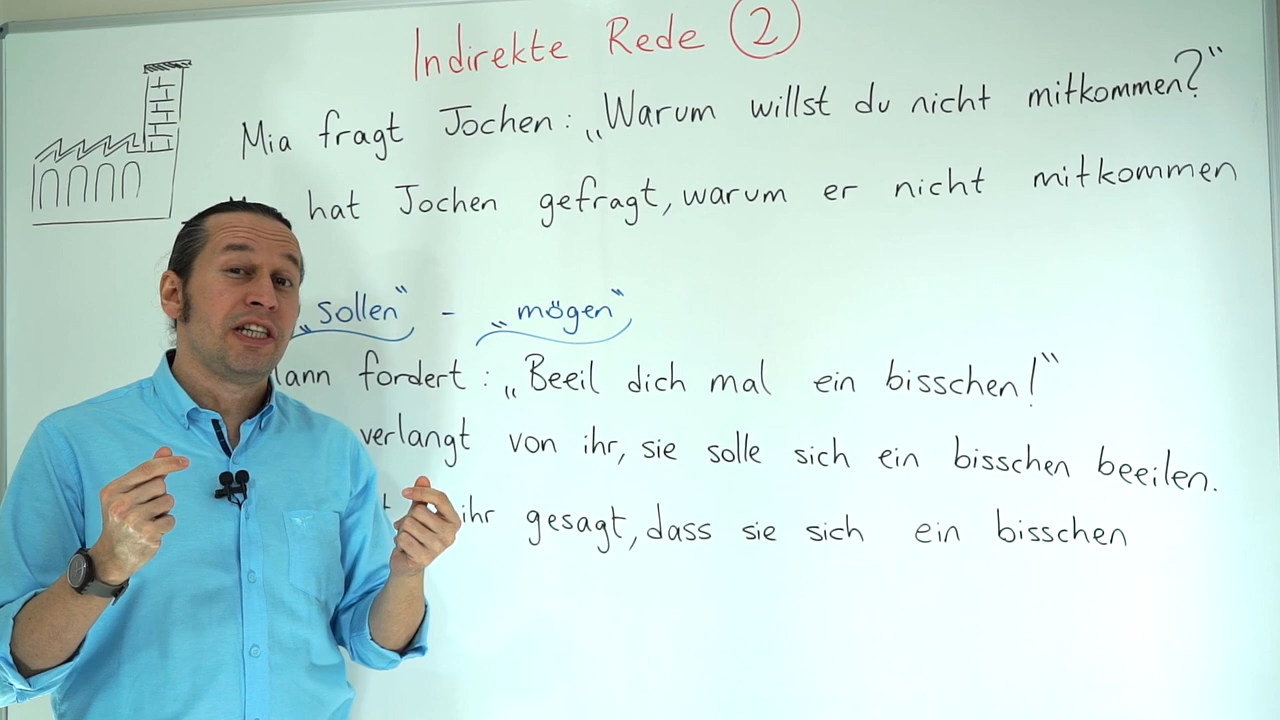 Indirekte Rede 2
Mia fragt Jochen: „Warum willst du nicht mitkommen?“
hat Jochen gefragt, warum er nicht mitkommen
„sollen“ - „mögen“
fordert: „Beeil dich mal ein bisschen!“
verlangt von ihr, sie solle sich ein bisschen beeilen.
ihr gesagt, dass sie sich ein bisschen